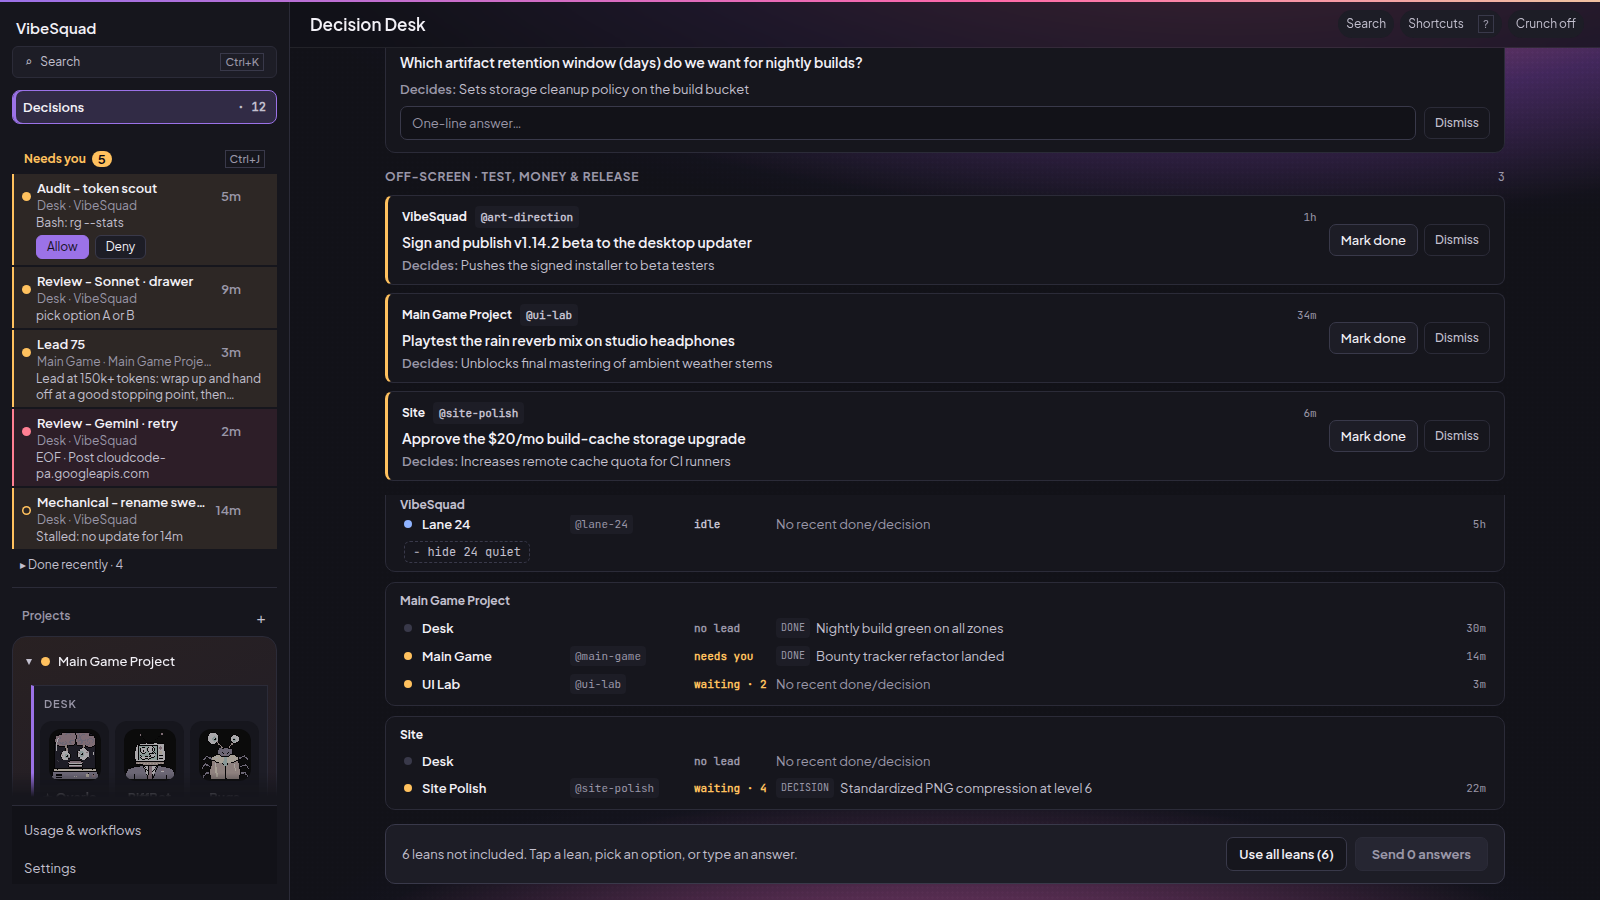 VibeSquad
Search Ctrl+K
Decisions · 12
Needs you 5 Ctrl+J
Audit – token scout 5m
Desk · VibeSquad
Bash: rg --stats
Allow Deny
Review – Sonnet · drawer 9m
Desk · VibeSquad
pick option A or B
Lead 75 3m
Main Game · Main Game Proje…
Lead at 150k+ tokens: wrap up and hand
off at a good stopping point, then…
Review – Gemini · retry 2m
Desk · VibeSquad
EOF · Post cloudcode-
pa.googleapis.com
Mechanical – rename swe… 14m
Desk · VibeSquad
Stalled: no update for 14m
▸ Done recently · 4
Projects +
▾ Main Game Project
DESK
Usage & workflows
Settings
Decision Desk
Search Shortcuts ? Crunch off
Which artifact retention window (days) do we want for nightly builds?
Decides: Sets storage cleanup policy on the build bucket
One-line answer… Dismiss
OFF-SCREEN · TEST, MONEY & RELEASE 3
VibeSquad @art-direction 1h
Sign and publish v1.14.2 beta to the desktop updater
Decides: Pushes the signed installer to beta testers
Mark done Dismiss
Main Game Project @ui-lab 34m
Playtest the rain reverb mix on studio headphones
Decides: Unblocks final mastering of ambient weather stems
Mark done Dismiss
Site @site-polish 6m
Approve the $20/mo build-cache storage upgrade
Decides: Increases remote cache quota for CI runners
Mark done Dismiss
VibeSquad
Lane 24 @lane-24 idle No recent done/decision 5h
- hide 24 quiet
Main Game Project
Desk no lead DONE Nightly build green on all zones 30m
Main Game @main-game needs you DONE Bounty tracker refactor landed 14m
UI Lab @ui-lab waiting · 2 No recent done/decision 3m
Site
Desk no lead No recent done/decision
Site Polish @site-polish waiting · 4 DECISION Standardized PNG compression at level 6 22m
6 leans not included. Tap a lean, pick an option, or type an answer.
Use all leans (6) Send 0 answers